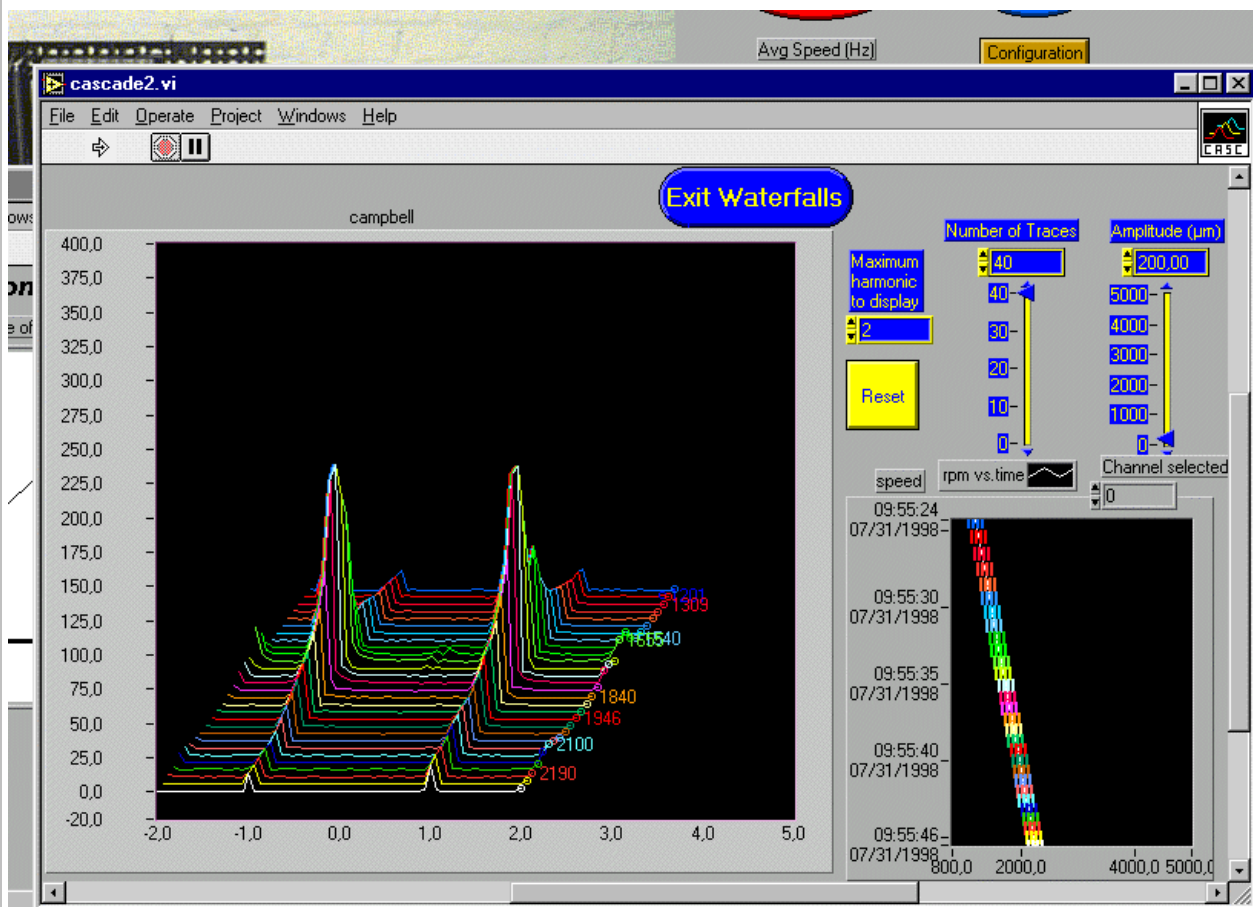 Avg Speed (Hz)
Configuration
cascade2.vi
File Edit Operate Project Windows Help
CASC
Exit Waterfalls
campbell
400,0
375,0
350,0
325,0
300,0
275,0
250,0
225,0
200,0
175,0
150,0
125,0
100,0
75,0
50,0
25,0
0,0
-20,0
-2,0 -1,0 0,0 1,0 2,0 3,0 4,0 5,0
1309
1840
1946
2100
2190
Maximum
harmonic
to display
2
Reset
Number of Traces
40
40
30
20
10
0
Amplitude (µm)
200,00
5000
4000
3000
2000
1000
0
speed
rpm vs.time
Channel selected
0
09:55:24
07/31/1998
09:55:30
07/31/1998
09:55:35
07/31/1998
09:55:40
07/31/1998
09:55:46
07/31/1998
800,0 2000,0 4000,0 5000,0